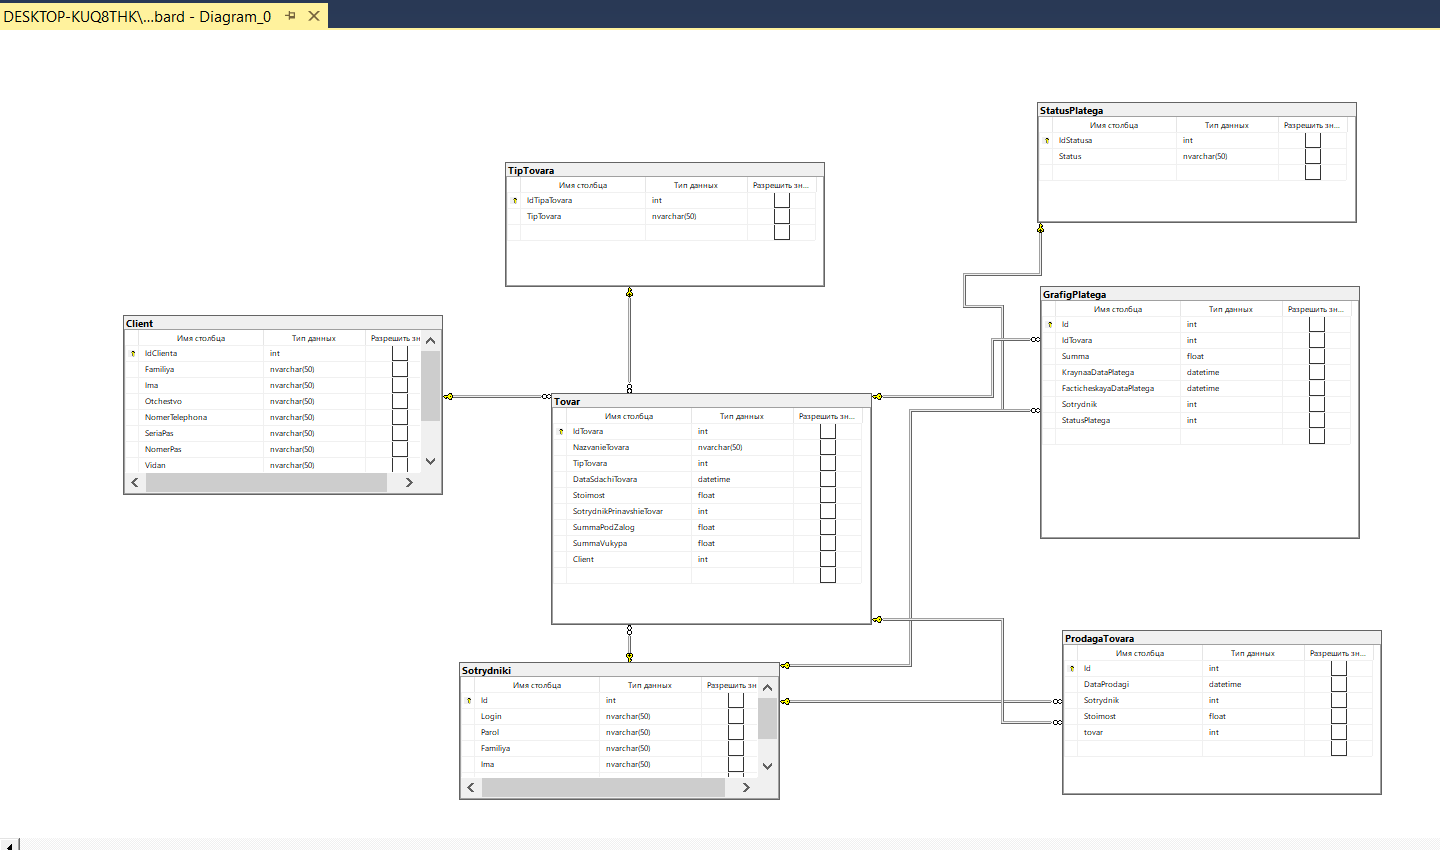 DESKTOP-KUQ8THK\...bard - Diagram_0
StatusPlatega
Имя столбца Тип данных Разрешить зн...
IdStatusa int
Status nvarchar(50)
TipTovara
Имя столбца Тип данных Разрешить зн...
IdTipaTovara int
TipTovara nvarchar(50)
GrafigPlatega
Имя столбца Тип данных Разрешить зн...
Id int
IdTovara int
Summa float
KraynaaDataPlatega datetime
FacticheskayaDataPlatega datetime
Sotrydnik int
StatusPlatega int
Client
Имя столбца Тип данных Разрешить зн
IdClienta int
Familiya nvarchar(50)
Ima nvarchar(50)
Otchestvo nvarchar(50)
NomerTelephona nvarchar(50)
SeriaPas nvarchar(50)
NomerPas nvarchar(50)
Vidan nvarchar(50)
Tovar
Имя столбца Тип данных Разрешить зн...
IdTovara int
NazvanieTovara nvarchar(50)
TipTovara int
DataSdachiTovara datetime
Stoimost float
SotrydnikPrinavshieTovar int
SummaPodZalog float
SummaVukypa float
Client int
Sotrydniki
Имя столбца Тип данных Разрешить зн
Id int
Login nvarchar(50)
Parol nvarchar(50)
Familiya nvarchar(50)
Ima nvarchar(50)
ProdagaTovara
Имя столбца Тип данных Разрешить зн...
Id int
DataProdagi datetime
Sotrydnik int
Stoimost float
tovar int